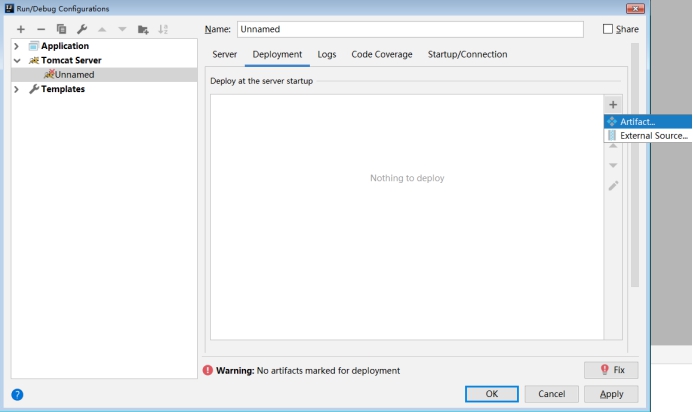 Run/Debug Configurations
Name: Unnamed
Share
Application
Tomcat Server
Unnamed
Templates
Server Deployment Logs Code Coverage Startup/Connection
Deploy at the server startup
Artifact...
External Source...
Nothing to deploy
Warning: No artifacts marked for deployment
Fix
OK Cancel Apply